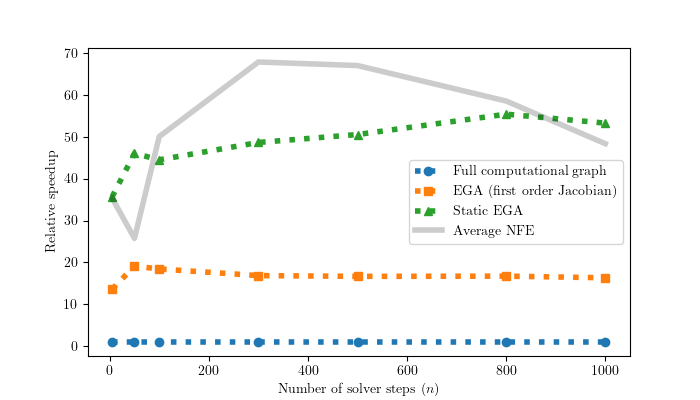 70
60
50
40
30
20
10
0
Relative speedup
Full computational graph
EGA (first order Jacobian)
Static EGA
Average NFE
0 200 400 600 800 1000
Number of solver steps (n)